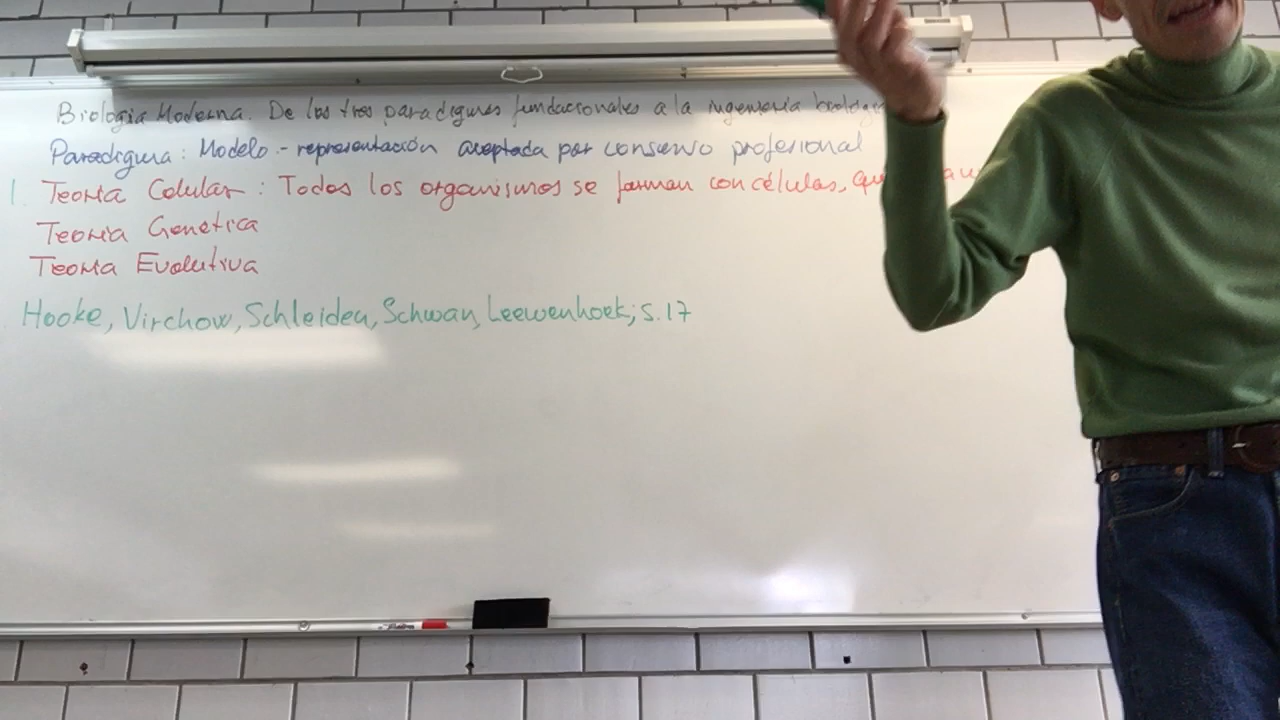 Biología Moderna. De los tres paradigmas fundacionales a la ingeniería
Paradigma: Modelo - representación aceptada por consenso profesional
1. Teoría Celular: Todos los organismos se forman con células,
Teoría Genética
Teoría Evolutiva
Hooke, Virchow, Schleiden, Schwan, Leewenhoek; S. 17